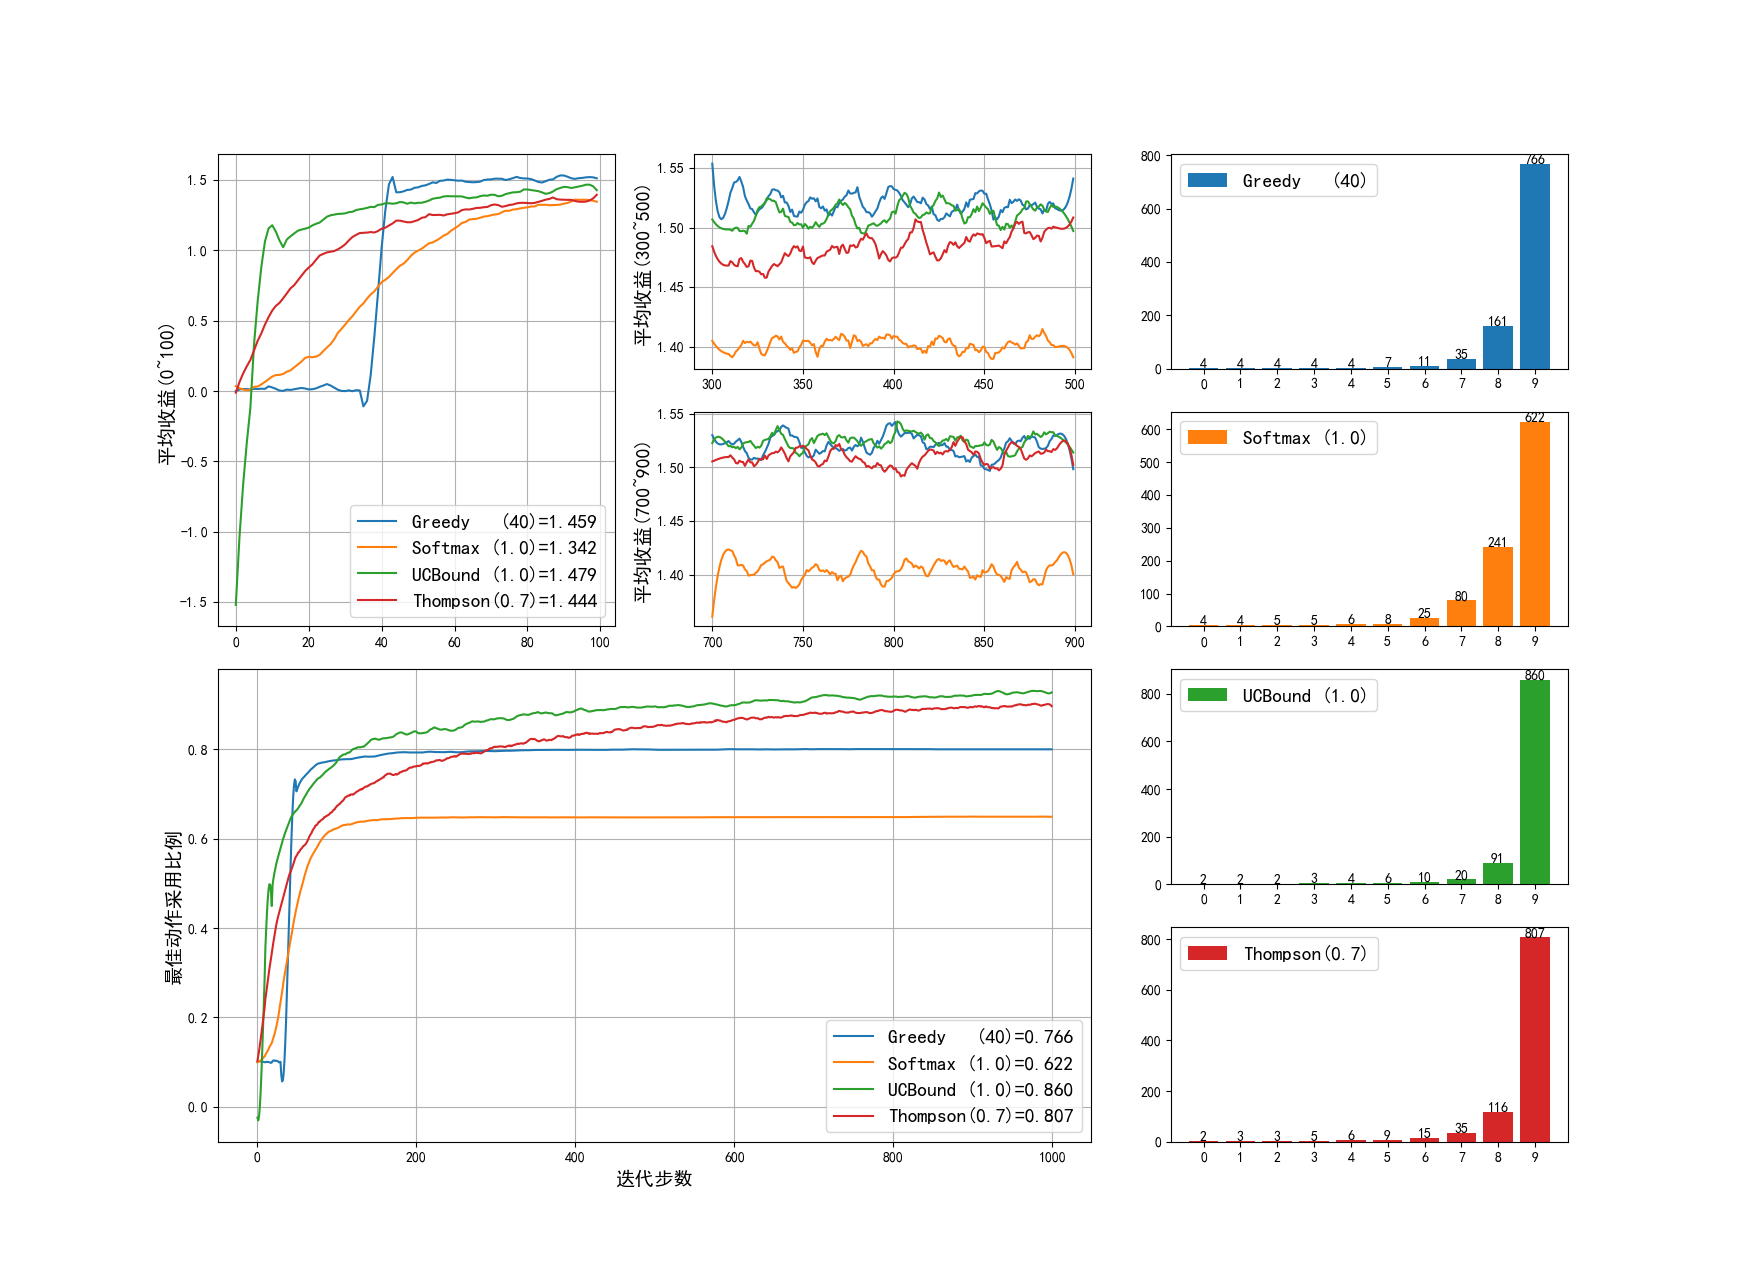 平均收益(0~100)
1.5
1.0
0.5
0.0
-0.5
-1.0
-1.5
0 20 40 60 80 100
Greedy (40)=1.459
Softmax (1.0)=1.342
UCBound (1.0)=1.479
Thompson(0.7)=1.444
平均收益(300~500)
1.55
1.50
1.45
1.40
300 350 400 450 500
平均收益(700~900)
1.55
1.50
1.45
1.40
700 750 800 850 900
最佳动作采用比例
0.8
0.6
0.4
0.2
0.0
0 200 400 600 800 1000
迭代步数
Greedy (40)=0.766
Softmax (1.0)=0.622
UCBound (1.0)=0.860
Thompson(0.7)=0.807
Greedy (40)
800
600
400
200
0
4 4 4 4 4 7 11 35 161 766
0 1 2 3 4 5 6 7 8 9
Softmax (1.0)
600
500
400
300
200
100
0
4 4 5 5 6 8 25 80 241 622
0 1 2 3 4 5 6 7 8 9
UCBound (1.0)
800
600
400
200
0
2 2 2 3 4 6 10 20 91 860
0 1 2 3 4 5 6 7 8 9
Thompson(0.7)
800
600
400
200
0
2 3 3 5 6 9 15 35 116 807
0 1 2 3 4 5 6 7 8 9